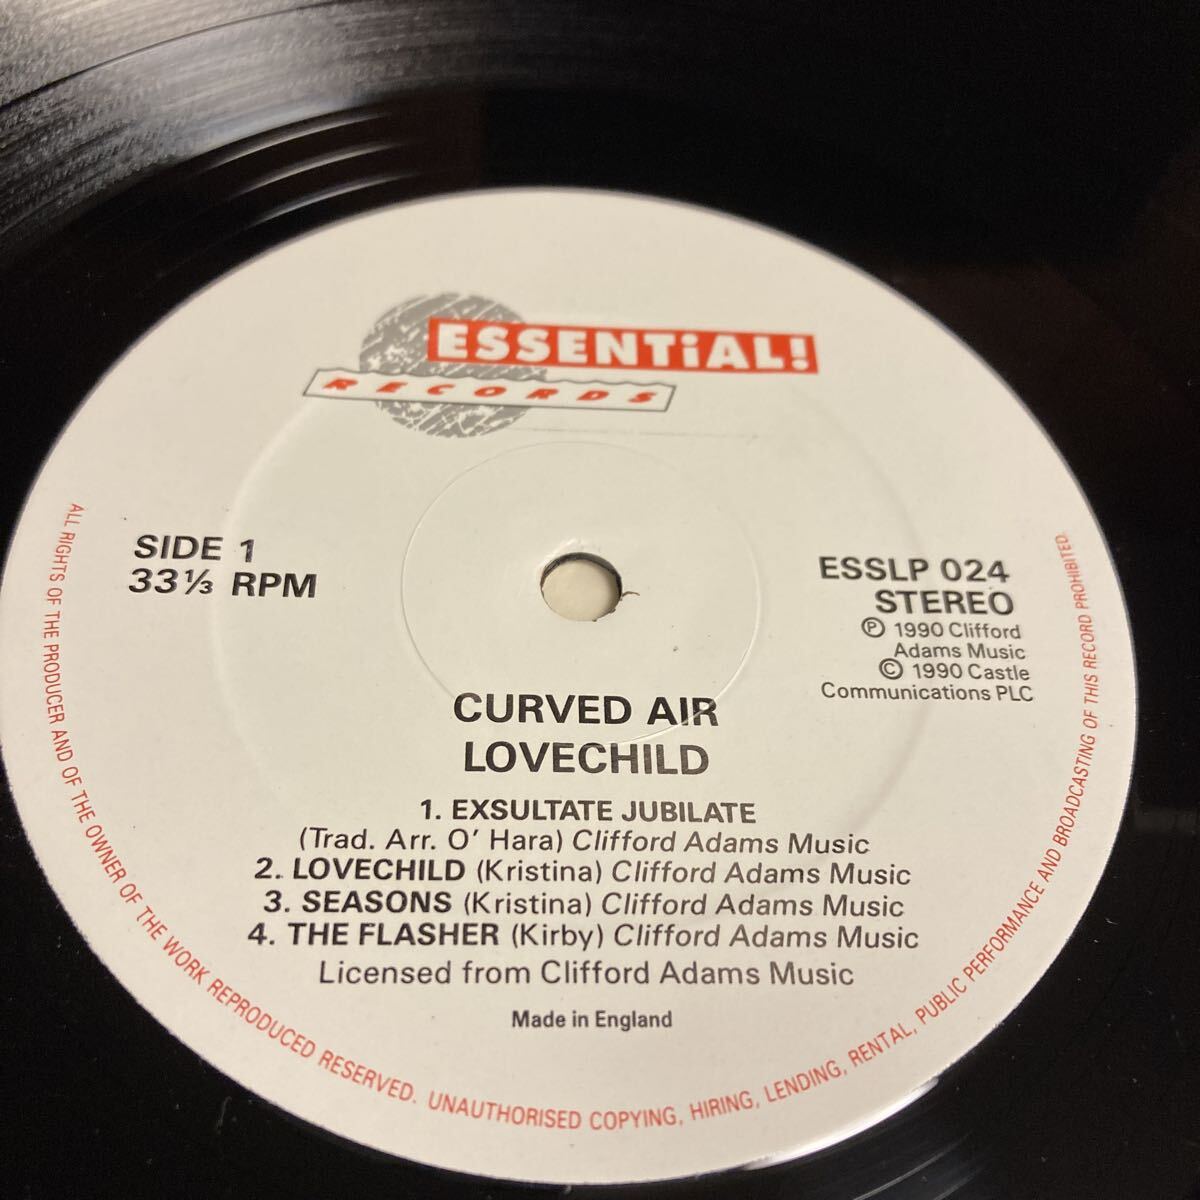 ESSENTiAL!
RECORDS
SIDE 1
33 ⅓ RPM
ESSLP 024
STEREO
Ⓟ 1990 Clifford
Adams Music
© 1990 Castle
Communications PLC
CURVED AIR
LOVECHILD
1. EXSULTATE JUBILATE
(Trad. Arr. O' Hara) Clifford Adams Music
2. LOVECHILD (Kristina) Clifford Adams Music
3. SEASONS (Kristina) Clifford Adams Music
4. THE FLASHER (Kirby) Clifford Adams Music
Licensed from Clifford Adams Music
Made in England
ALL RIGHTS OF THE PRODUCER AND OF THE OWNER OF THE WORK REPRODUCED RESERVED. UNAUTHORISED COPYING, HIRING, LENDING, RENTAL, PUBLIC PERFORMANCE AND BROADCASTING OF THIS RECORD PROHIBITED.